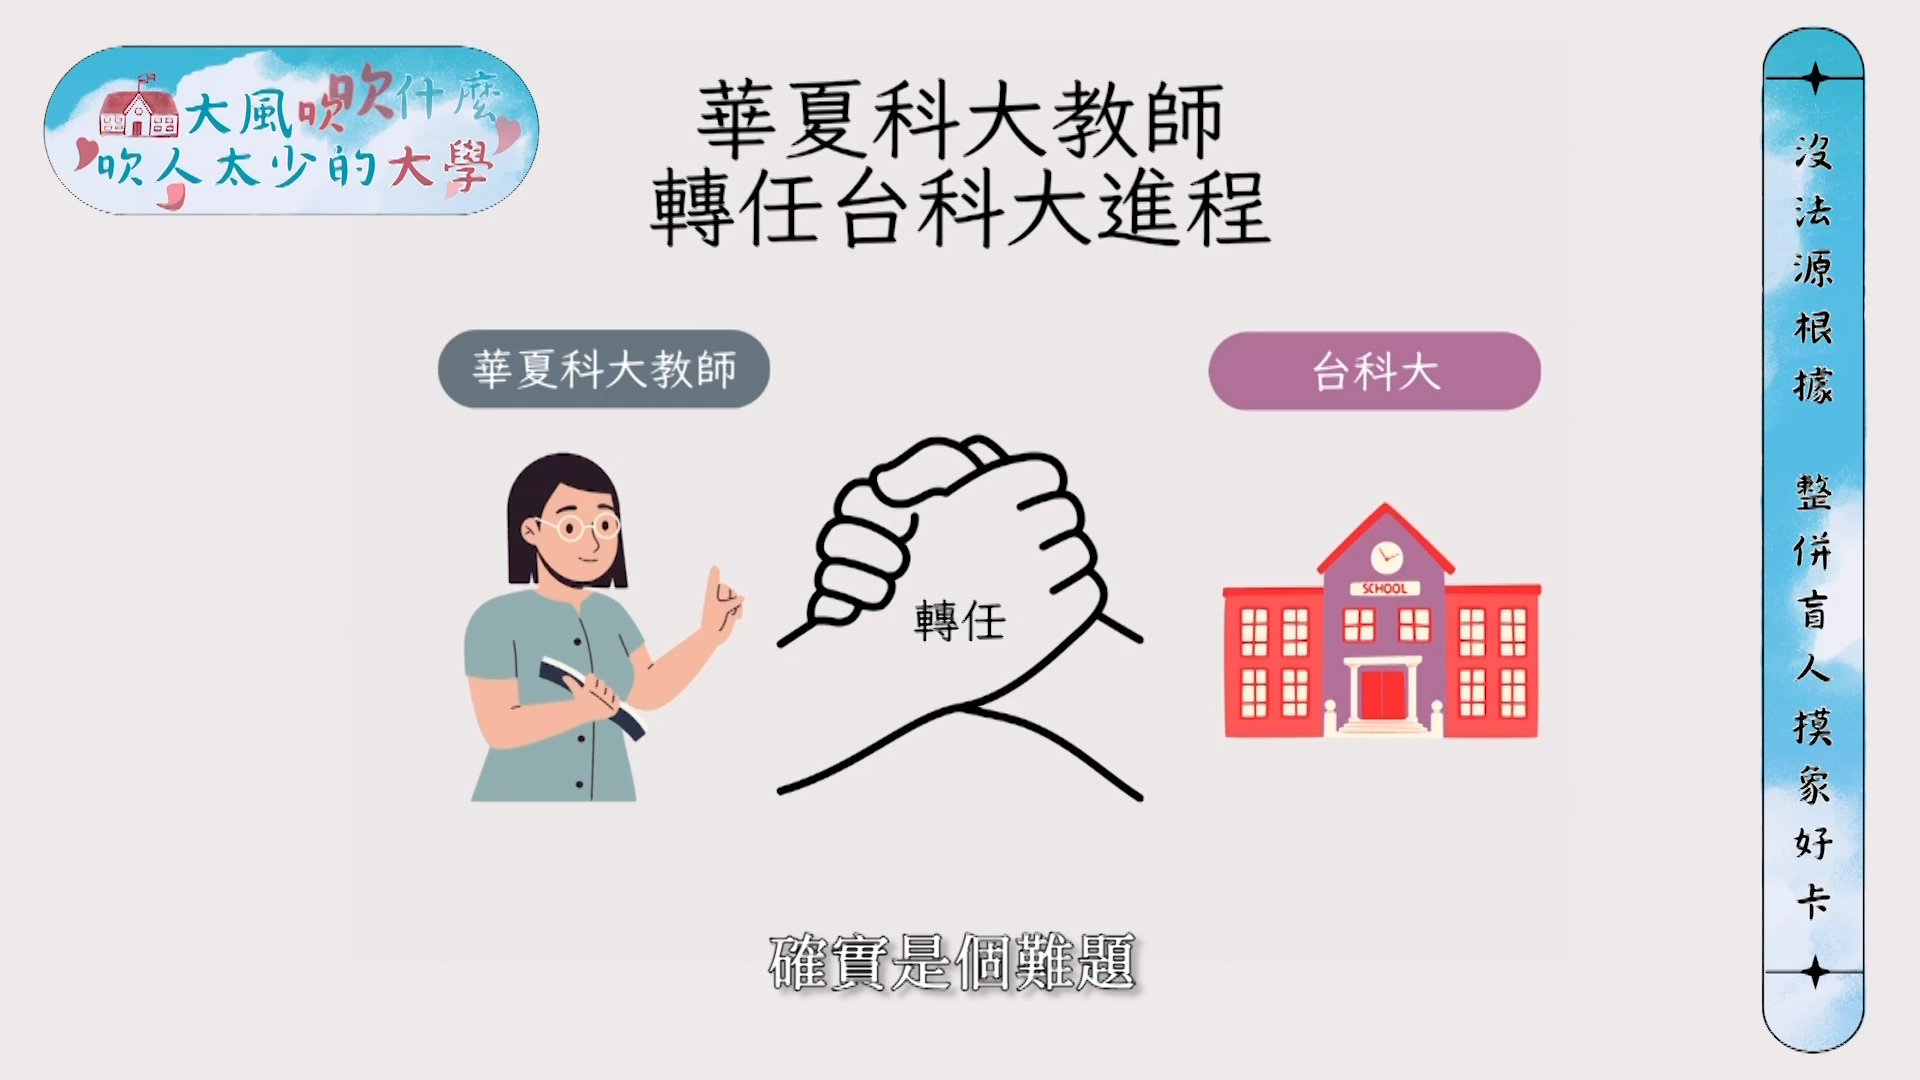 大風吹吹什麼
吹人太少的大學
華夏科大教師
轉任台科大進程
華夏科大教師
台科大
轉任
SCHOOL
確實是個難題
沒法源根據 整併盲人摸象好卡